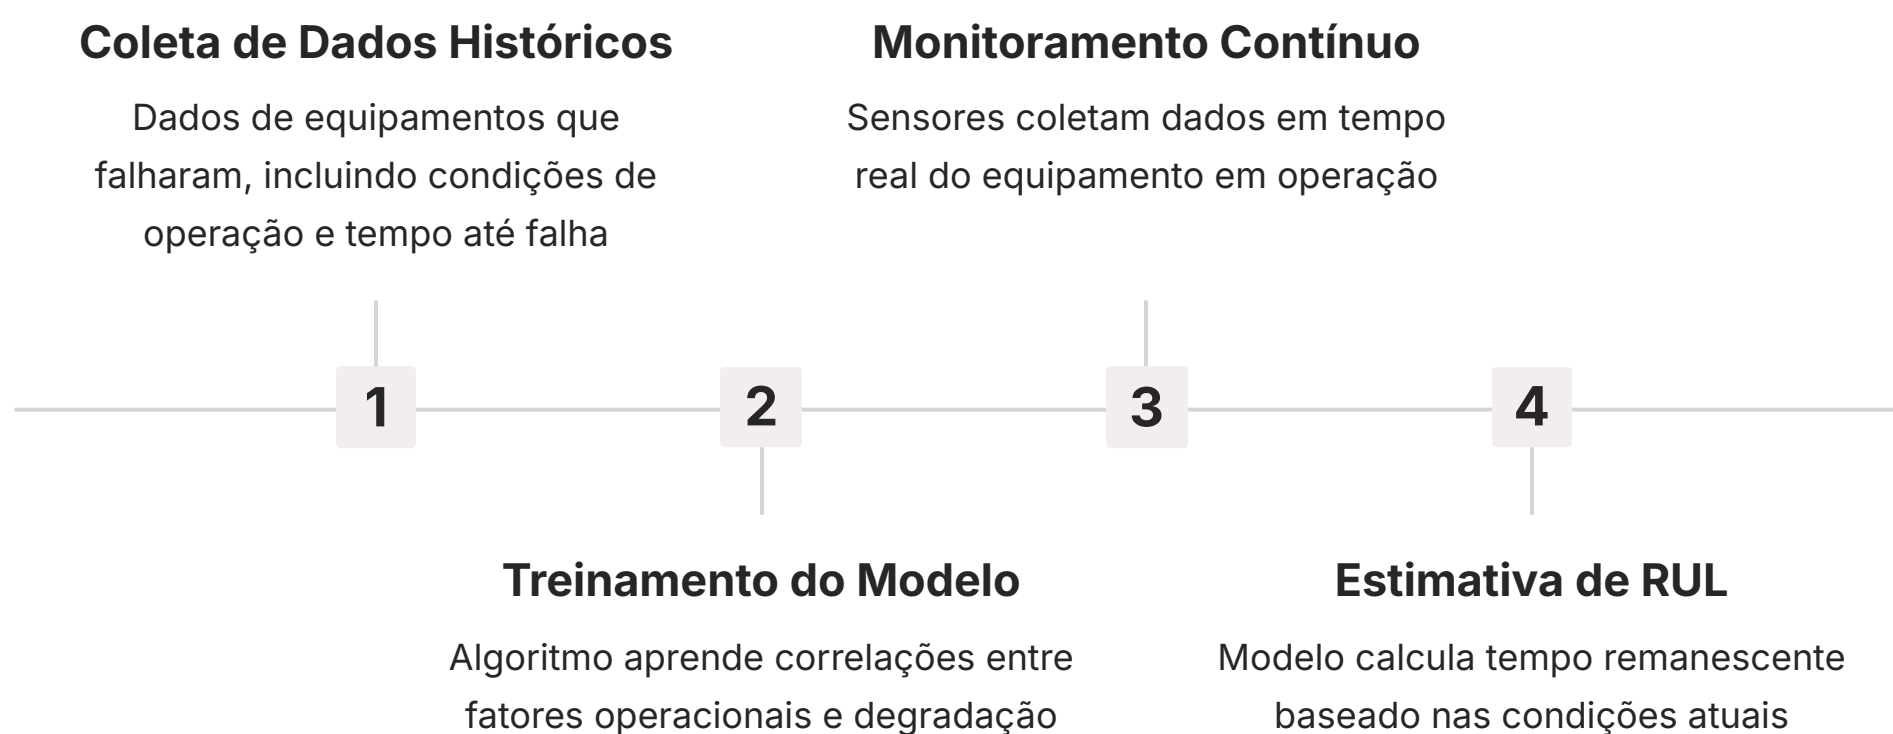 Coleta de Dados Históricos
Dados de equipamentos que
falharam, incluindo condições de
operação e tempo até falha
Monitoramento Contínuo
Sensores coletam dados em tempo
real do equipamento em operação
1
2
3
4
Treinamento do Modelo
Algoritmo aprende correlações entre
fatores operacionais e degradação
Estimativa de RUL
Modelo calcula tempo remanescente
baseado nas condições atuais